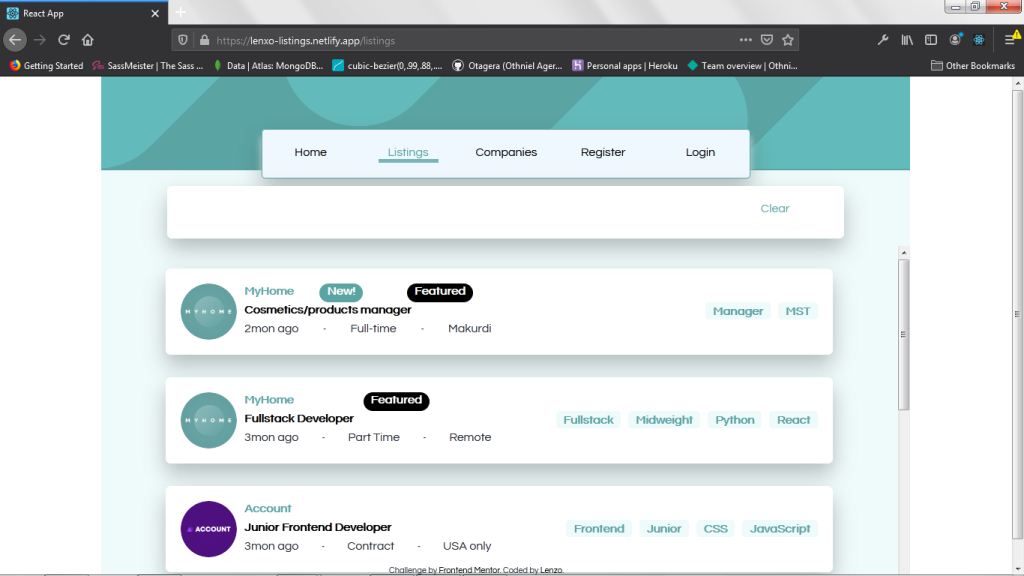 React App
https://lenxo-listings.netlify.app/listings
Getting Started SassMeister | The Sass ... Data | Atlas: MongoDB... cubic-bezier(0,.99,.88,.... Otagera (Othniel Ager... Personal apps | Heroku Team overview | Othni... Other Bookmarks
Home Listings Companies Register Login
Clear
MyHome New! Featured
MYHOME
Cosmetics/products manager
2mon ago - Full-time - Makurdi
Manager MST
MyHome Featured
MYHOME
Fullstack Developer
3mon ago - Part Time - Remote
Fullstack Midweight Python React
Account
ACCOUNT
Junior Frontend Developer
3mon ago - Contract - USA only
Frontend Junior CSS JavaScript
Challenge by Frontend Mentor. Coded by Lenzo.